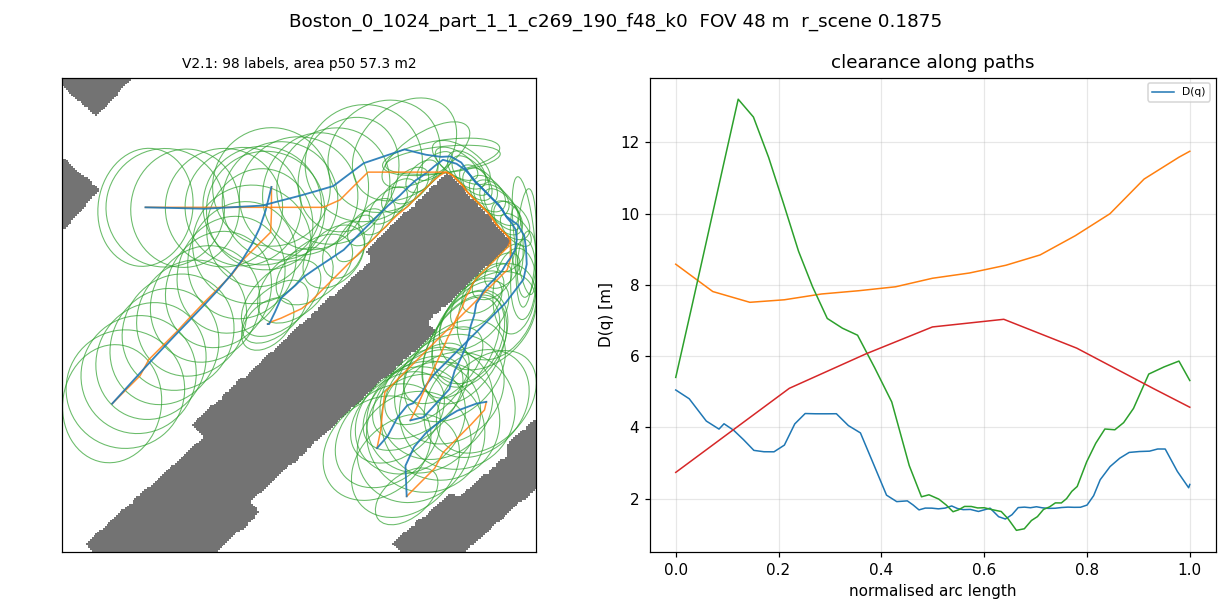 Boston_0_1024_part_1_1_c269_190_f48_k0  FOV 48 m  r_scene 0.1875
V2.1: 98 labels, area p50 57.3 m2
clearance along paths
D(q)
D(q) [m]
12
10
8
6
4
2
0.0 0.2 0.4 0.6 0.8 1.0
normalised arc length